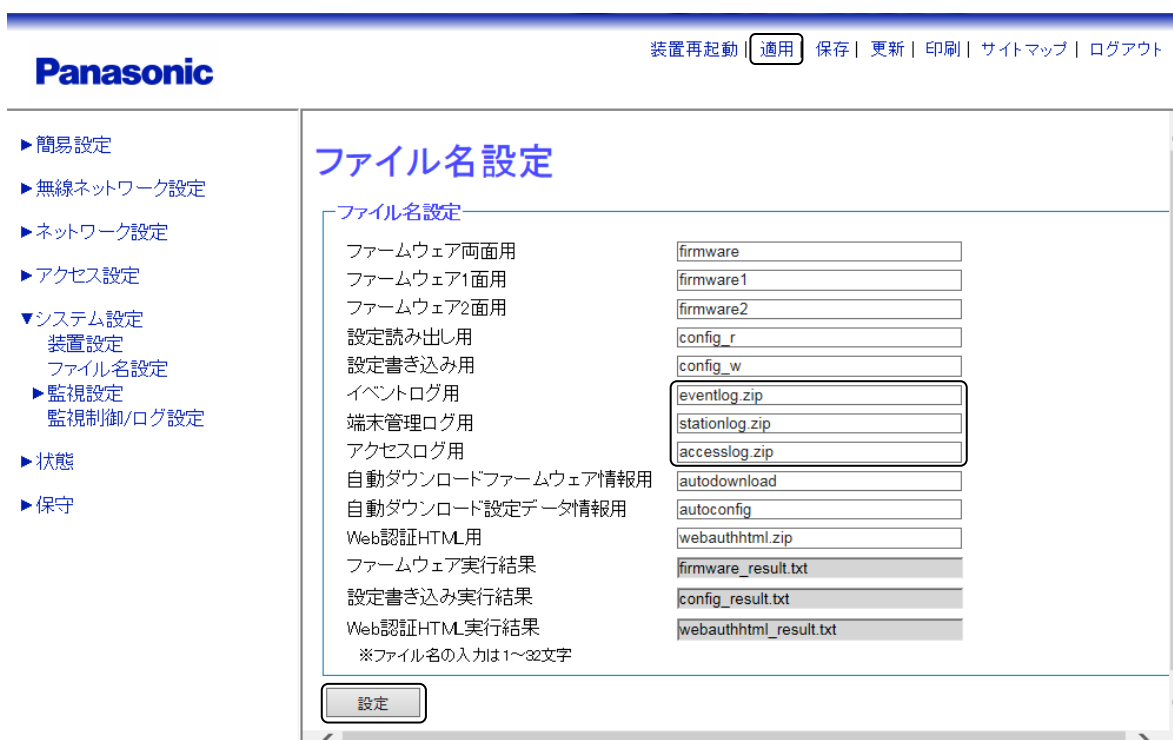 装置再起動 | 適用 | 保存 | 更新 | 印刷 | サイトマップ | ログアウト
Panasonic
►簡易設定
►無線ネットワーク設定
►ネットワーク設定
►アクセス設定
▼システム設定
装置設定
ファイル名設定
►監視設定
監視制御/ログ設定
►状態
►保守
ファイル名設定
ファイル名設定
ファームウェア両面用 firmware
ファームウェア1面用 firmware1
ファームウェア2面用 firmware2
設定読み出し用 config_r
設定書き込み用 config_w
イベントログ用 eventlog.zip
端末管理ログ用 stationlog.zip
アクセスログ用 accesslog.zip
自動ダウンロードファームウェア情報用 autodownload
自動ダウンロード設定データ情報用 autoconfig
Web認証HTML用 webauthhtml.zip
ファームウェア実行結果 firmware_result.txt
設定書き込み実行結果 config_result.txt
Web認証HTML実行結果 webauthhtml_result.txt
※ファイル名の入力は1～32文字
設定